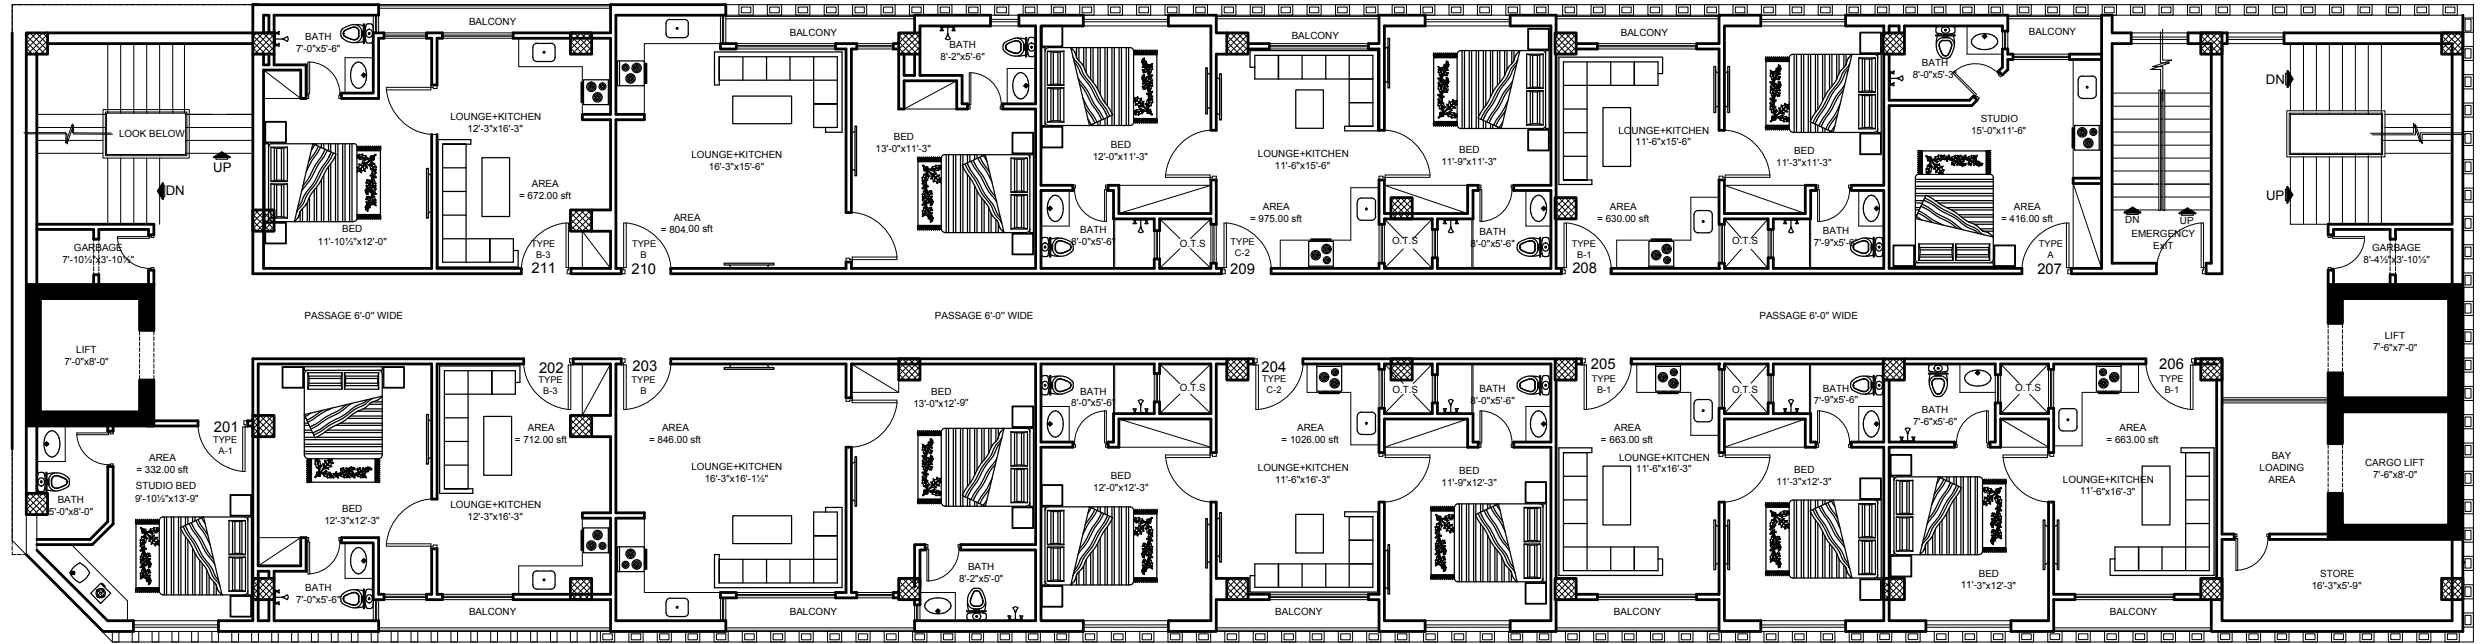 BALCONY
BATH
7'-0"x5'-6"
LOUNGE+KITCHEN
12'-3"x16'-3"
AREA
= 672.00 sft
BED
11'-10½"x12'-0"
TYPE
B-3
211
LOOK BELOW
UP
DN
GARBAGE
7'-10½"x3'-10½"
BALCONY
LOUNGE+KITCHEN
16'-3"x15'-6"
AREA
= 804.00 sft
TYPE
B
210
BATH
8'-2"x5'-6"
BED
13'-0"x11'-3"
BALCONY
BED
12'-0"x11'-3"
LOUNGE+KITCHEN
11'-6"x15'-6"
BED
11'-9"x11'-3"
AREA
= 975.00 sft
BATH
8'-0"x5'-6"
O.T.S
TYPE
C-2
209
O.T.S
BATH
8'-0"x5'-6"
BALCONY
LOUNGE+KITCHEN
11'-6"x15'-6"
BED
11'-3"x11'-3"
AREA
= 630.00 sft
TYPE
B-1
208
O.T.S
BATH
7'-9"x5'-6"
BALCONY
BATH
8'-0"x5'-3"
STUDIO
15'-0"x11'-6"
AREA
= 416.00 sft
TYPE
A
207
DN
UP
EMERGENCY
ExiT
DN
UP
GARBAGE
8'-4½"x3'-10½"
PASSAGE 6'-0" WIDE
PASSAGE 6'-0" WIDE
PASSAGE 6'-0" WIDE
LIFT
7'-0"x8'-0"
LIFT
7'-6"x7'-0"
201
TYPE
A-1
AREA
= 332.00 sft
STUDIO BED
9'-10½"x13'-9"
BATH
5'-0"x8'-0"
202
TYPE
B-3
AREA
= 712.00 sft
BED
12'-3"x12'-3"
LOUNGE+KITCHEN
12'-3"x16'-3"
BATH
7'-0"x5'-6"
BALCONY
203
TYPE
B
AREA
= 846.00 sft
LOUNGE+KITCHEN
16'-3"x16'-1½"
BED
13'-0"x12'-9"
BATH
8'-2"x5'-0"
BALCONY
BATH
8'-0"x5'-6"
O.T.S
204
TYPE
C-2
O.T.S
BATH
8'-0"x5'-6"
AREA
= 1026.00 sft
BED
12'-0"x12'-3"
LOUNGE+KITCHEN
11'-6"x16'-3"
BED
11'-9"x12'-3"
BALCONY
205
TYPE
B-1
O.T.S
BATH
7'-9"x5'-6"
AREA
= 663.00 sft
LOUNGE+KITCHEN
11'-6"x16'-3"
BED
11'-3"x12'-3"
BALCONY
BATH
7'-6"x5'-6"
O.T.S
206
TYPE
B-1
AREA
= 663.00 sft
LOUNGE+KITCHEN
11'-6"x16'-3"
BED
11'-3"x12'-3"
BALCONY
BAY
LOADING
AREA
CARGO LIFT
7'-6"x8'-0"
STORE
16'-3"x5'-9"